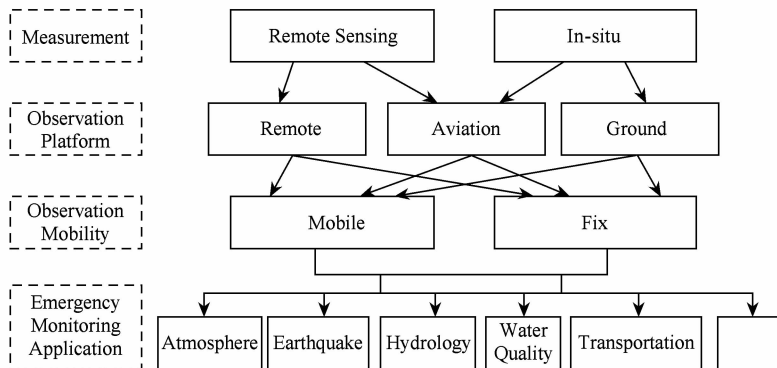 Measurement
Remote Sensing
In-situ
Observation
Platform
Remote
Aviation
Ground
Observation
Mobility
Mobile
Fix
Emergency
Monitoring
Application
Atmosphere
Earthquake
Hydrology
Water
Quality
Transportation